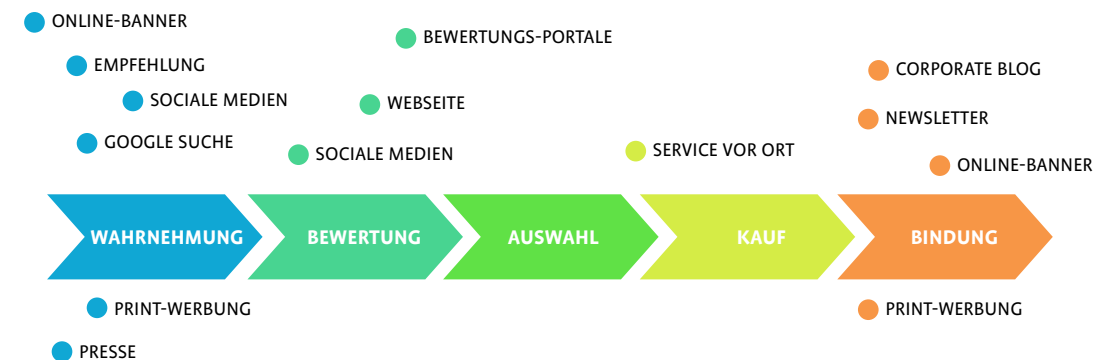 ONLINE-BANNER
BEWERTUNGS-PORTALE
EMPFEHLUNG
CORPORATE BLOG
SOCIALE MEDIEN
WEBSEITE
NEWSLETTER
GOOGLE SUCHE
SOCIALE MEDIEN
SERVICE VOR ORT
ONLINE-BANNER
WAHRNEHMUNG
BEWERTUNG
AUSWAHL
KAUF
BINDUNG
PRINT-WERBUNG
PRINT-WERBUNG
PRESSE